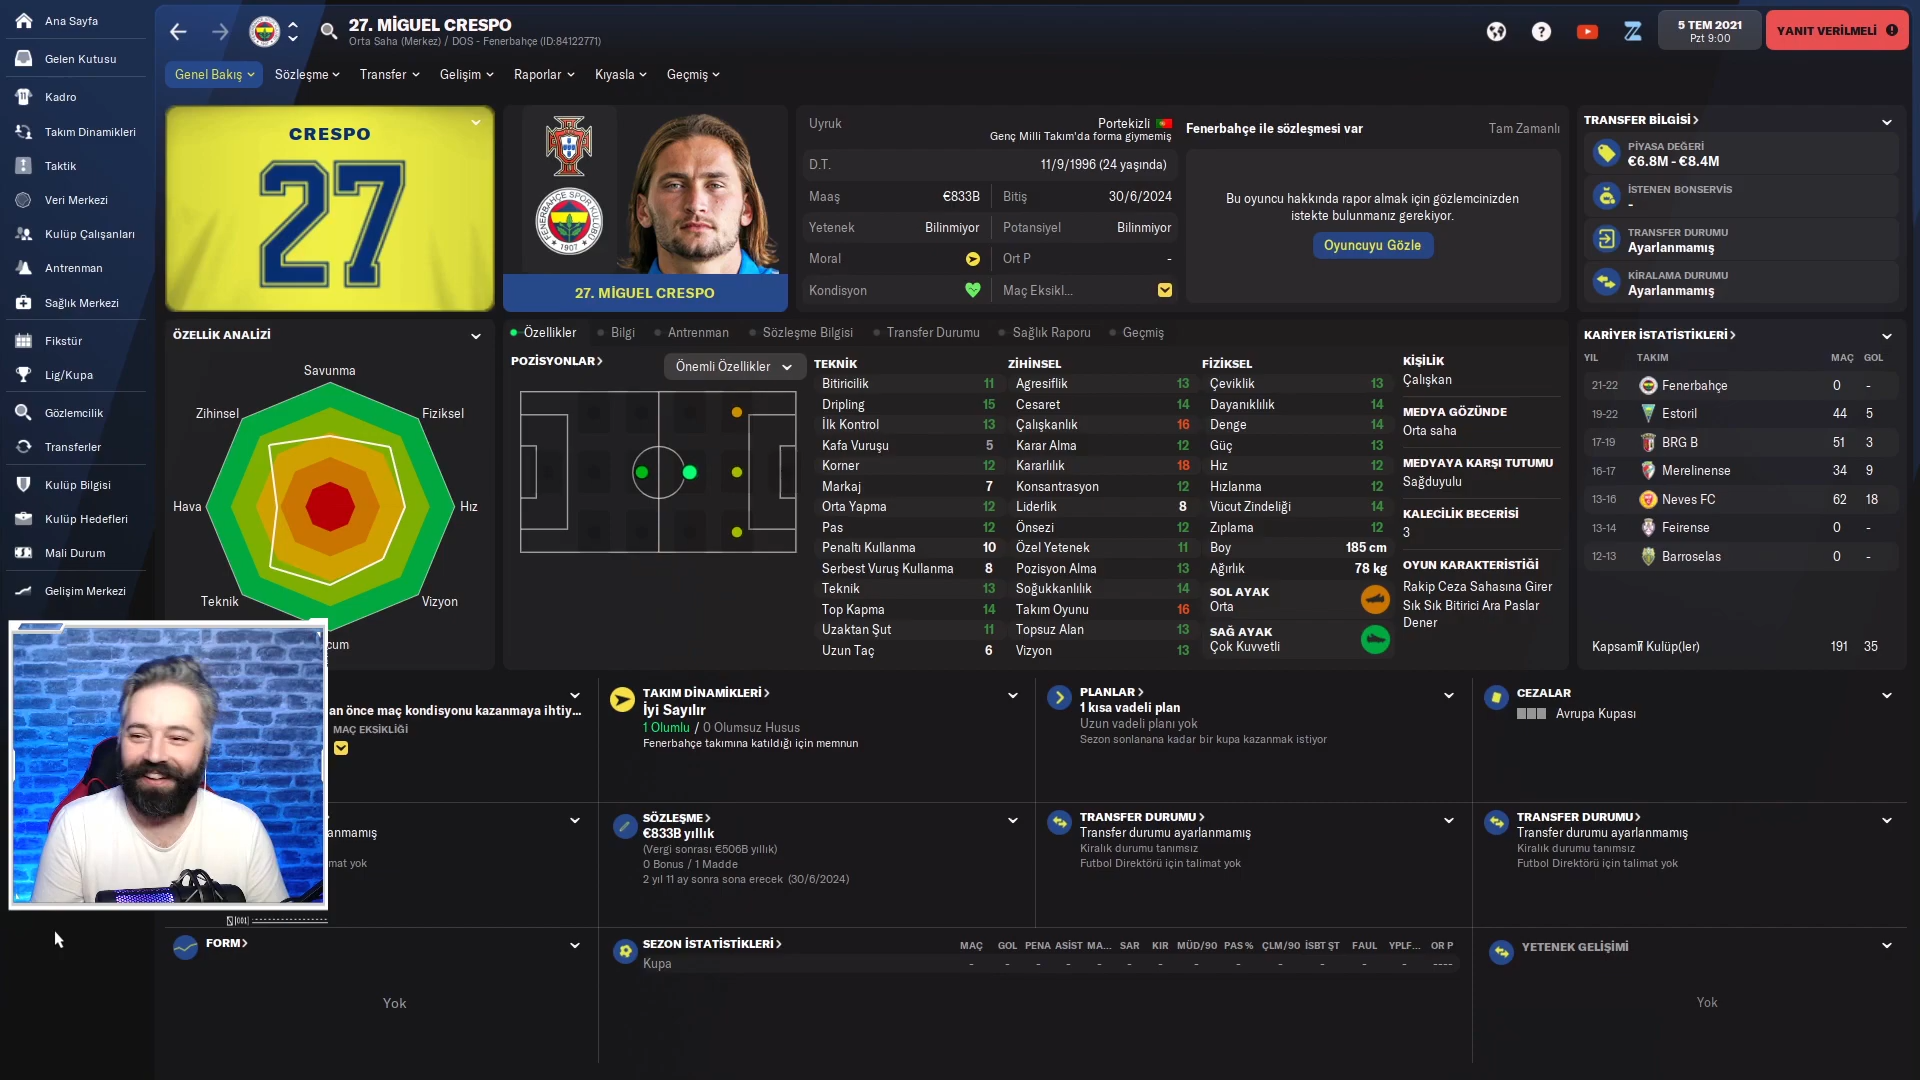 Ana Sayfa
Gelen Kutusu
Kadro
Takım Dinamikleri
Taktik
Veri Merkezi
Kulüp Çalışanları
Antrenman
Sağlık Merkezi
Fikstür
Lig/Kupa
Gözlemcilik
Transferler
Kulüp Bilgisi
Kulüp Hedefleri
Mali Durum
Gelişim Merkezi
27. MİGUEL CRESPO
Orta Saha (Merkez) / DOS - Fenerbahçe (ID:84122771)
5 TEM 2021
Pzt 9:00
YANIT VERİLMELİ
Genel Bakış
Sözleşme
Transfer
Gelişim
Raporlar
Kıyasla
Geçmiş
CRESPO
27
FENERBAHÇE SPOR KULÜBÜ
1907
27. MİGUEL CRESPO
Uyruk Portekizli
Genç Milli Takım'da forma giymemiş
D.T. 11/9/1996 (24 yaşında)
Maaş €833B Bitiş 30/6/2024
Yetenek Bilinmiyor Potansiyel Bilinmiyor
Moral Ort P -
Kondisyon Maç Eksikl...
Fenerbahçe ile sözleşmesi var Tam Zamanlı
Bu oyuncu hakkında rapor almak için gözlemcinizden
istekte bulunmanız gerekiyor.
Oyuncuyu Gözle
TRANSFER BİLGİSİ
PİYASA DEĞERİ
€6.8M - €8.4M
İSTENEN BONSERVİS
-
TRANSFER DURUMU
Ayarlanmamış
KİRALAMA DURUMU
Ayarlanmamış
ÖZELLİK ANALİZİ
Savunma
Zihinsel
Fiziksel
Hava
Hız
Teknik
Vizyon
cum
Özellikler
Bilgi
Antrenman
Sözleşme Bilgisi
Transfer Durumu
Sağlık Raporu
Geçmiş
POZİSYONLAR
Önemli Özellikler
TEKNİK
Bitiricilik 11
Dripling 15
İlk Kontrol 13
Kafa Vuruşu 5
Korner 12
Markaj 7
Orta Yapma 12
Pas 12
Penaltı Kullanma 10
Serbest Vuruş Kullanma 8
Teknik 13
Top Kapma 14
Uzaktan Şut 11
Uzun Taç 6
ZİHİNSEL
Agresiflik 13
Cesaret 14
Çalışkanlık 16
Karar Alma 12
Kararlılık 18
Konsantrasyon 12
Liderlik 8
Önsezi 12
Özel Yetenek 11
Pozisyon Alma 13
Soğukkanlılık 14
Takım Oyunu 16
Topsuz Alan 13
Vizyon 13
FİZİKSEL
Çeviklik 13
Dayanıklılık 14
Denge 14
Güç 13
Hız 12
Hızlanma 12
Vücut Zindeliği 14
Zıplama 12
Boy 185 cm
Ağırlık 78 kg
SOL AYAK
Orta
SAĞ AYAK
Çok Kuvvetli
KİŞİLİK
Çalışkan
MEDYA GÖZÜNDE
Orta saha
MEDYAYA KARŞI TUTUMU
Sağduyulu
KALECİLİK BECERİSİ
3
OYUN KARAKTERİSTİĞİ
Rakip Ceza Sahasına Girer
Sık Sık Bitirici Ara Paslar
Dener
KARİYER İSTATİSTİKLERİ
YIL TAKIM MAÇ GOL
21-22 Fenerbahçe 0 -
19-22 Estoril 44 5
17-19 BRG B 51 3
16-17 Merelinense 34 9
13-16 Neves FC 62 18
13-14 Feirense 0 -
12-13 Barroselas 0 -
Kulüp(ler) 191 35
an önce maç kondisyonu kazanmaya ihtiy...
MAÇ EKSİKLİĞİ
TAKIM DİNAMİKLERİ
İyi Sayılır
1 Olumlu / 0 Olumsuz Husus
Fenerbahçe takımına katıldığı için memnun
PLANLAR
1 kısa vadeli plan
Uzun vadeli planı yok
Sezon sonlanana kadar bir kupa kazanmak istiyor
CEZALAR
Avrupa Kupası
anmamış
mat yok
SÖZLEŞME
€833B yıllık
(Vergi sonrası €506B yıllık)
0 Bonus / 1 Madde
2 yıl 11 ay sonra sona erecek (30/6/2024)
TRANSFER DURUMU
Transfer durumu ayarlanmamış
Kiralık durumu tanımsız
Futbol Direktörü için talimat yok
TRANSFER DURUMU
Transfer durumu ayarlanmamış
Kiralık durumu tanımsız
Futbol Direktörü için talimat yok
FORM
Yok
SEZON İSTATİSTİKLERİ
MAÇ GOL PENA ASİST MA... SAR KIR MÜD/90 PAS % ÇLM/90 İSBT ŞT FAUL YPLF... OR P
Kupa - - - - - - - - - - - - - ----
YETENEK GELİŞİMİ
Yok